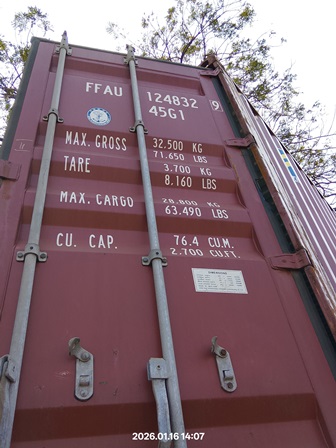 FFAU 124832 9
45G1
MAX. GROSS 32.500 KG
71.650 LBS
TARE 3.700 KG
8.160 LBS
MAX. CARGO 28.800 KG
63.490 LBS
CU. CAP. 76.4 CU.M.
2.700 CU.FT.
2026.01.16 14:07